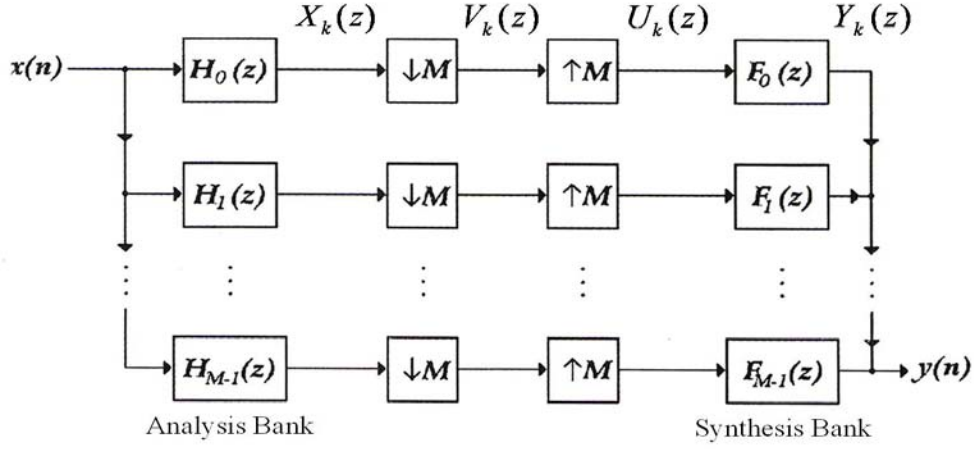 X_k(z) V_k(z) U_k(z) Y_k(z)
x(n) H_0(z) ↓M ↑M F_0(z)
H_1(z) ↓M ↑M F_1(z)
H_{M-1}(z) ↓M ↑M F_{M-1}(z) y(n)
Analysis Bank Synthesis Bank